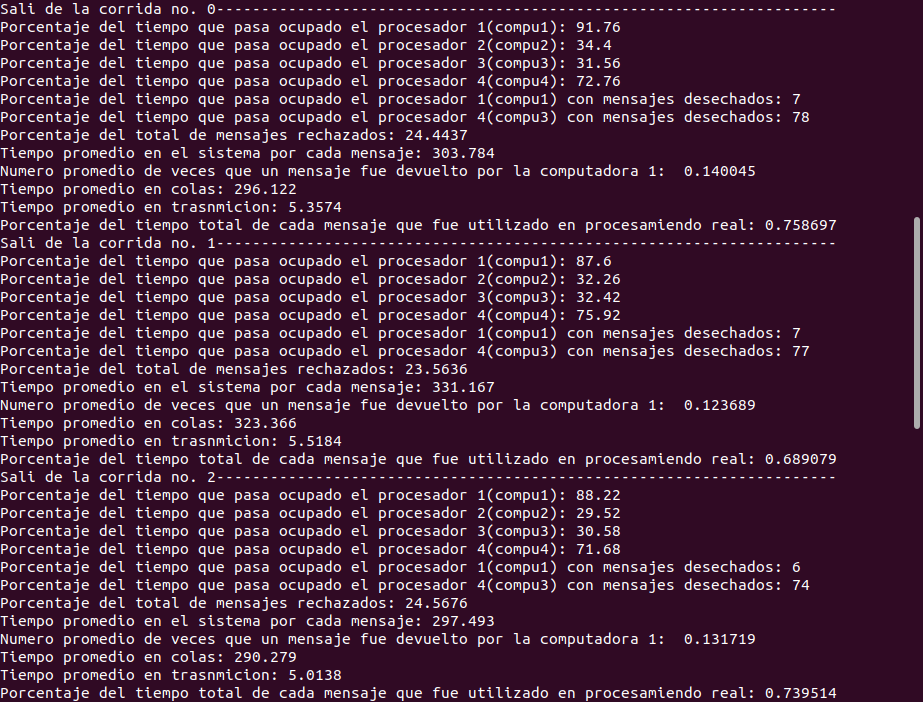 Sali de la corrida no. 0---------------------------------------------------------------------
Porcentaje del tiempo que pasa ocupado el procesador 1(compu1): 91.76
Porcentaje del tiempo que pasa ocupado el procesador 2(compu2): 34.4
Porcentaje del tiempo que pasa ocupado el procesador 3(compu3): 31.56
Porcentaje del tiempo que pasa ocupado el procesador 4(compu4): 72.76
Porcentaje del tiempo que pasa ocupado el procesador 1(compu1) con mensajes desechados: 7
Porcentaje del tiempo que pasa ocupado el procesador 4(compu3) con mensajes desechados: 78
Porcentaje del total de mensajes rechazados: 24.4437
Tiempo promedio en el sistema por cada mensaje: 303.784
Numero promedio de veces que un mensaje fue devuelto por la computadora 1:  0.140045
Tiempo promedio en colas: 296.122
Tiempo promedio en trasnmicion: 5.3574
Porcentaje del tiempo total de cada mensaje que fue utilizado en procesamiendo real: 0.758697
Sali de la corrida no. 1---------------------------------------------------------------------
Porcentaje del tiempo que pasa ocupado el procesador 1(compu1): 87.6
Porcentaje del tiempo que pasa ocupado el procesador 2(compu2): 32.26
Porcentaje del tiempo que pasa ocupado el procesador 3(compu3): 32.42
Porcentaje del tiempo que pasa ocupado el procesador 4(compu4): 75.92
Porcentaje del tiempo que pasa ocupado el procesador 1(compu1) con mensajes desechados: 7
Porcentaje del tiempo que pasa ocupado el procesador 4(compu3) con mensajes desechados: 77
Porcentaje del total de mensajes rechazados: 23.5636
Tiempo promedio en el sistema por cada mensaje: 331.167
Numero promedio de veces que un mensaje fue devuelto por la computadora 1:  0.123689
Tiempo promedio en colas: 323.366
Tiempo promedio en trasnmicion: 5.5184
Porcentaje del tiempo total de cada mensaje que fue utilizado en procesamiendo real: 0.689079
Sali de la corrida no. 2---------------------------------------------------------------------
Porcentaje del tiempo que pasa ocupado el procesador 1(compu1): 88.22
Porcentaje del tiempo que pasa ocupado el procesador 2(compu2): 29.52
Porcentaje del tiempo que pasa ocupado el procesador 3(compu3): 30.58
Porcentaje del tiempo que pasa ocupado el procesador 4(compu4): 71.68
Porcentaje del tiempo que pasa ocupado el procesador 1(compu1) con mensajes desechados: 6
Porcentaje del tiempo que pasa ocupado el procesador 4(compu3) con mensajes desechados: 74
Porcentaje del total de mensajes rechazados: 24.5676
Tiempo promedio en el sistema por cada mensaje: 297.493
Numero promedio de veces que un mensaje fue devuelto por la computadora 1:  0.131719
Tiempo promedio en colas: 290.279
Tiempo promedio en trasnmicion: 5.0138
Porcentaje del tiempo total de cada mensaje que fue utilizado en procesamiendo real: 0.739514